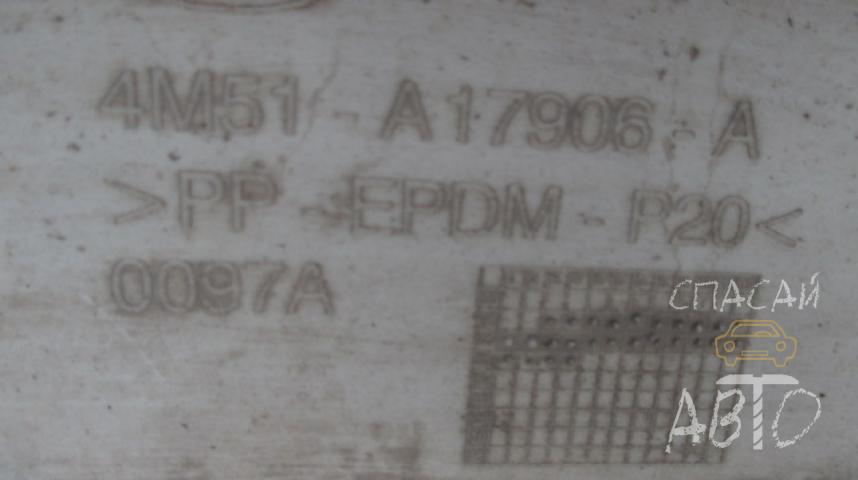 4M51 - A17906 - A
>PP - EPDM - P20<
0097A
СПАСАЙ
АВТО